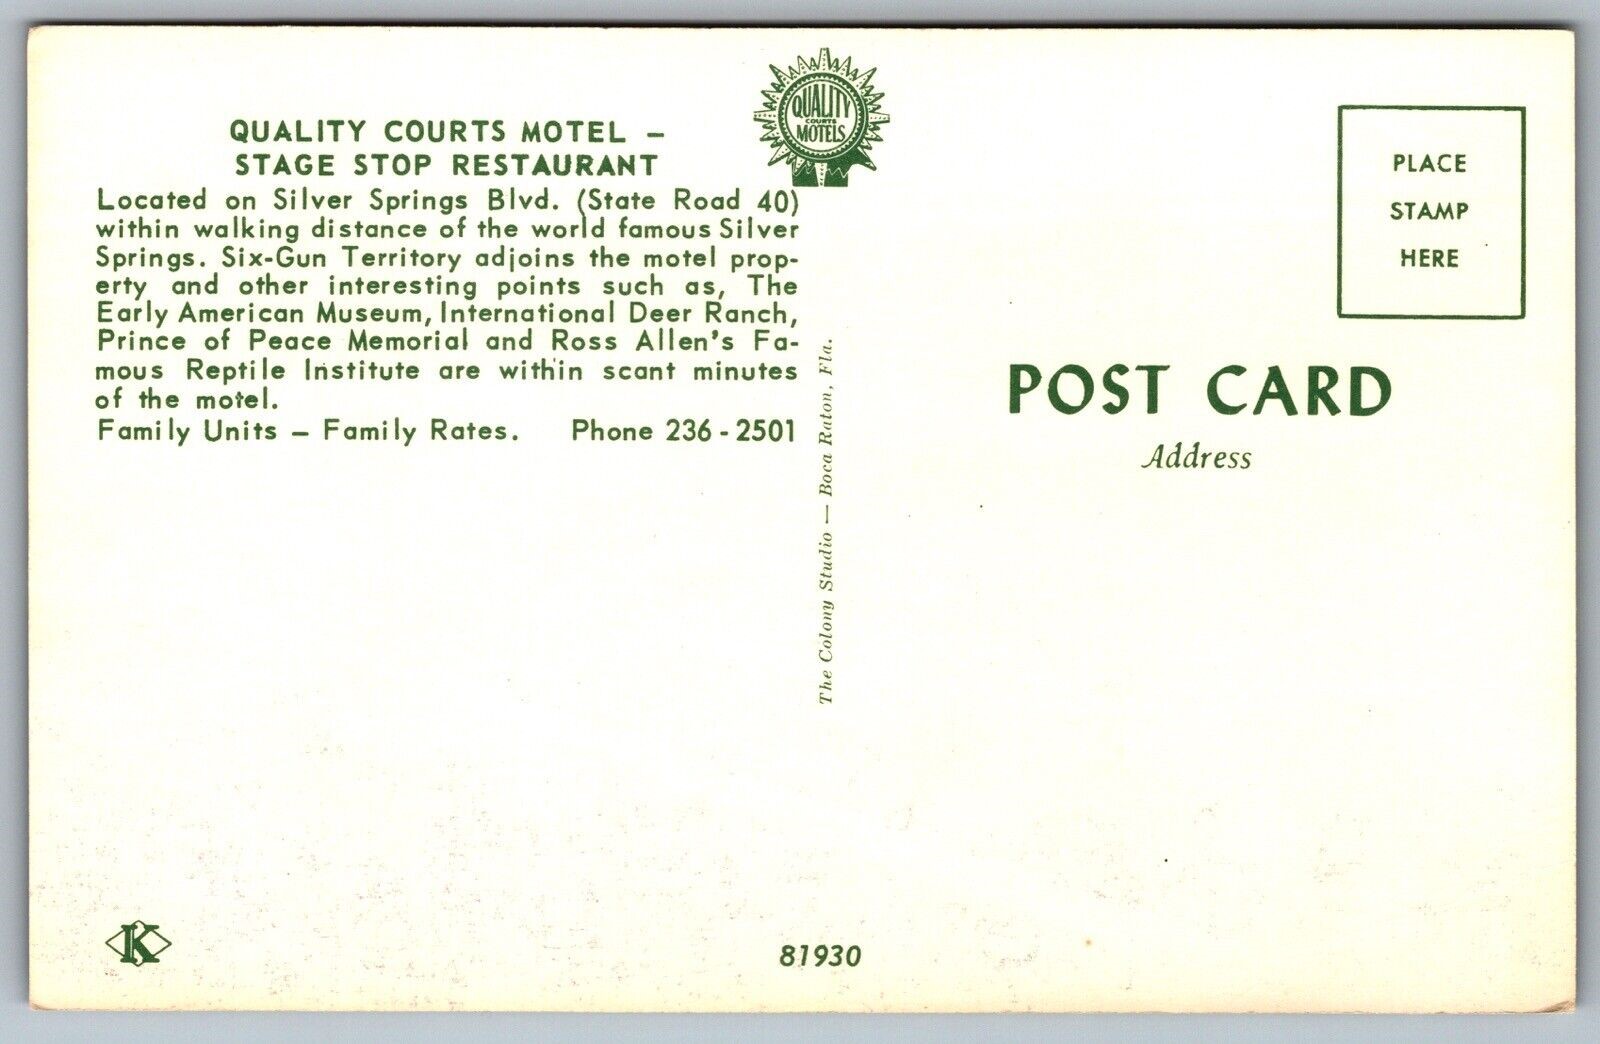 QUALITY COURTS MOTEL –
STAGE STOP RESTAURANT
Located on Silver Springs Blvd. (State Road 40)
within walking distance of the world famous Silver
Springs. Six-Gun Territory adjoins the motel prop-
erty and other interesting points such as, The
Early American Museum, International Deer Ranch,
Prince of Peace Memorial and Ross Allen's Fa-
mous Reptile Institute are within scant minutes
of the motel.
Family Units – Family Rates. Phone 236-2501
QUALITY
COURTS
MOTELS
The Colony Studio — Boca Raton, Fla.
PLACE
STAMP
HERE
POST CARD
Address
K
81930